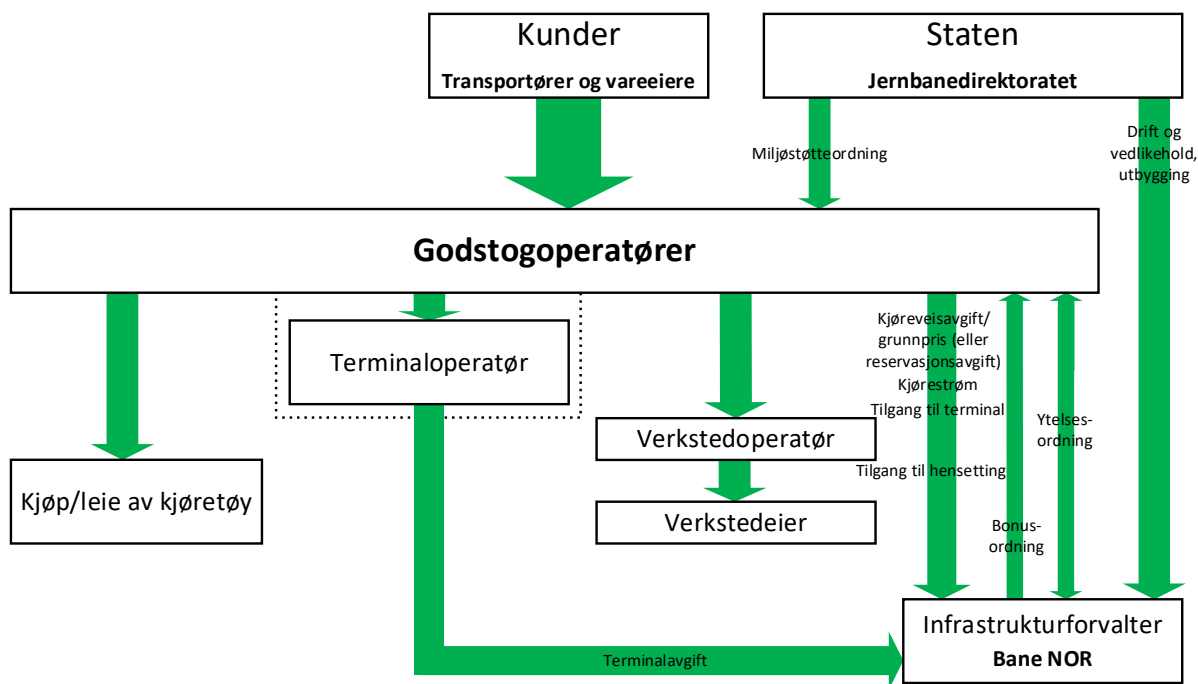 Kunder
Transportører og vareeiere
Staten
Jernbanedirektoratet
Miljøstøtteordning
Drift og
vedlikehold,
utbygging
Godstogoperatører
Terminaloperatør
Kjøreveisavgift/
grunnpris (eller
reservasjonsavgift)
Kjørestrøm
Tilgang til terminal
Tilgang til hensetting
Ytelses-
ordning
Bonus-
ordning
Verkstedoperatør
Verkstedeier
Kjøp/leie av kjøretøy
Infrastrukturforvalter
Bane NOR
Terminalavgift